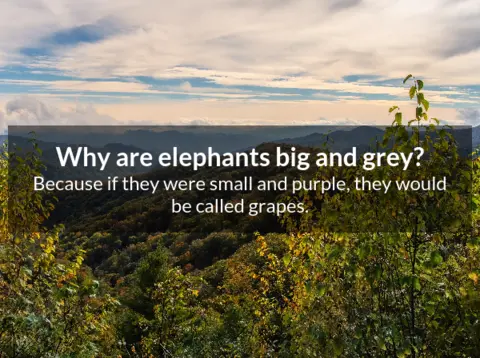 Why are elephants big and grey?
Because if they were small and purple, they would
be called grapes.